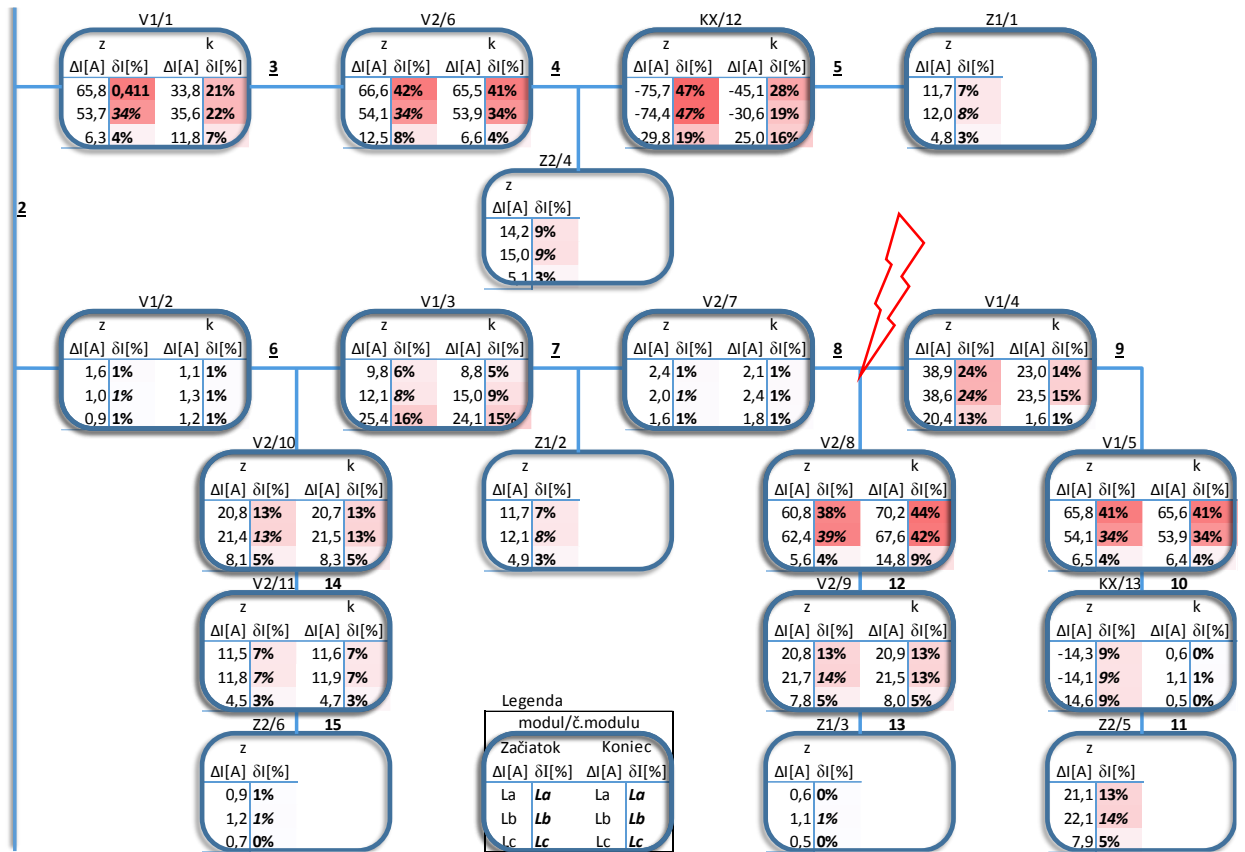 V1/1 V2/6 KX/12 Z1/1
z k z k z k z
ΔI[A] δI[%] ΔI[A] δI[%] 3 ΔI[A] δI[%] ΔI[A] δI[%] 4 ΔI[A] δI[%] ΔI[A] δI[%] 5 ΔI[A] δI[%]
65,8 0,411 33,8 21% 66,6 42% 65,5 41% -75,7 47% -45,1 28% 11,7 7%
53,7 34% 35,6 22% 54,1 34% 53,9 34% -74,4 47% -30,6 19% 12,0 8%
6,3 4% 11,8 7% 12,5 8% 6,6 4% -29,8 19% 25,0 16% 4,8 3%
Z2/4
z
2
ΔI[A] δI[%]
14,2 9%
15,0 9%
5,1 3%
V1/2 V1/3 V2/7 V1/4
z k z k z k z k
ΔI[A] δI[%] ΔI[A] δI[%] 6 ΔI[A] δI[%] ΔI[A] δI[%] 7 ΔI[A] δI[%] ΔI[A] δI[%] 8 ΔI[A] δI[%] ΔI[A] δI[%] 9
1,6 1% 1,1 1% 9,8 6% 8,8 5% 2,4 1% 2,1 1% 38,9 24% 23,0 14%
1,0 1% 1,3 1% 12,1 8% 15,0 9% 2,0 1% 2,4 1% 38,6 24% 23,5 15%
0,9 1% 1,2 1% 25,4 16% 24,1 15% 1,6 1% 1,8 1% 20,4 13% 1,6 1%
V2/10 Z1/2 V2/8 V1/5
z k z z k z k
ΔI[A] δI[%] ΔI[A] δI[%] ΔI[A] δI[%] ΔI[A] δI[%] ΔI[A] δI[%] ΔI[A] δI[%] ΔI[A] δI[%]
20,8 13% 20,7 13% 11,7 7% 60,8 38% 70,2 44% 65,8 41% 65,6 41%
21,4 13% 21,5 13% 12,1 8% 62,4 39% 67,6 42% 54,1 34% 53,9 34%
8,1 5% 8,3 5% 4,9 3% 5,6 4% 14,8 9% 6,5 4% 6,4 4%
V2/11 14 V2/9 12 KX/13 10
z k z k z k
ΔI[A] δI[%] ΔI[A] δI[%] ΔI[A] δI[%] ΔI[A] δI[%] ΔI[A] δI[%] ΔI[A] δI[%]
11,5 7% 11,6 7% 20,8 13% 20,9 13% -14,3 9% 0,6 0%
11,8 7% 11,9 7% 21,7 14% 21,5 13% -14,1 9% 1,1 1%
4,5 3% 4,7 3% 7,8 5% 8,0 5% -14,6 9% 0,5 0%
Z2/6 15 Z1/3 13 Z2/5 11
z z z
ΔI[A] δI[%] ΔI[A] δI[%] ΔI[A] δI[%]
0,9 1% 0,6 0% 21,1 13%
1,2 1% 1,1 1% 22,1 14%
0,7 0% 0,5 0% 7,9 5%
Legenda
modul/č.modulu
Začiatok Koniec
ΔI[A] δI[%] ΔI[A] δI[%]
La La La La
Lb Lb Lb Lb
Lc Lc Lc Lc